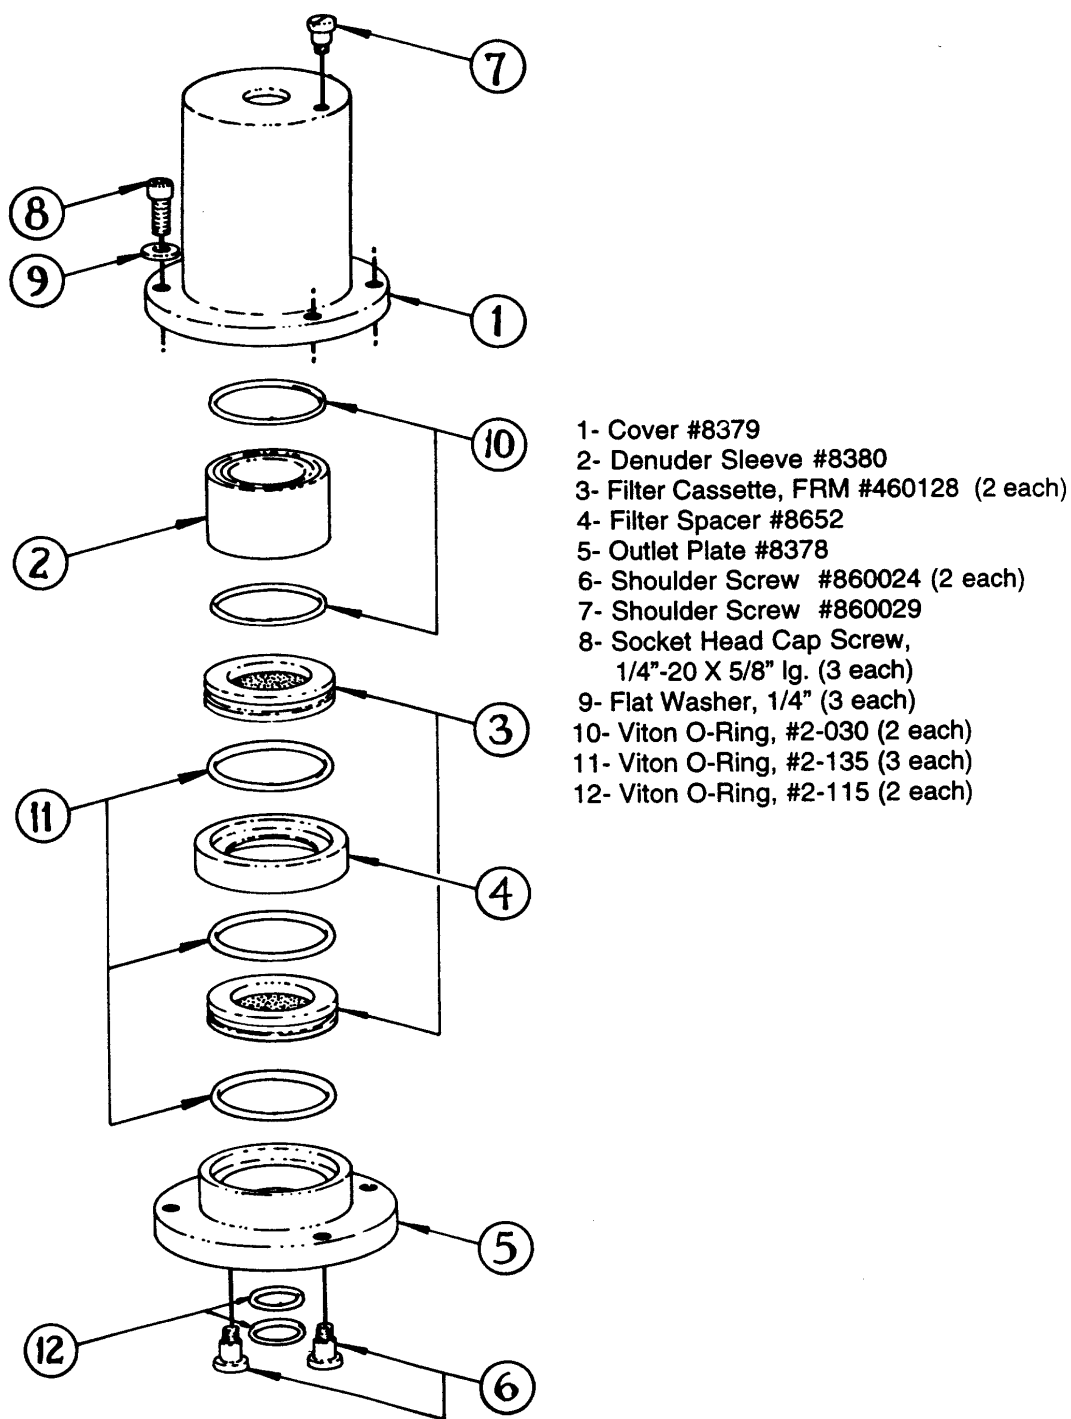 7
8
9
1
10
2
3
11
4
5
12
6
1- Cover #8379
2- Denuder Sleeve #8380
3- Filter Cassette, FRM #460128 (2 each)
4- Filter Spacer #8652
5- Outlet Plate #8378
6- Shoulder Screw #860024 (2 each)
7- Shoulder Screw #860029
8- Socket Head Cap Screw,
1/4"-20 X 5/8" lg. (3 each)
9- Flat Washer, 1/4" (3 each)
10- Viton O-Ring, #2-030 (2 each)
11- Viton O-Ring, #2-135 (3 each)
12- Viton O-Ring, #2-115 (2 each)